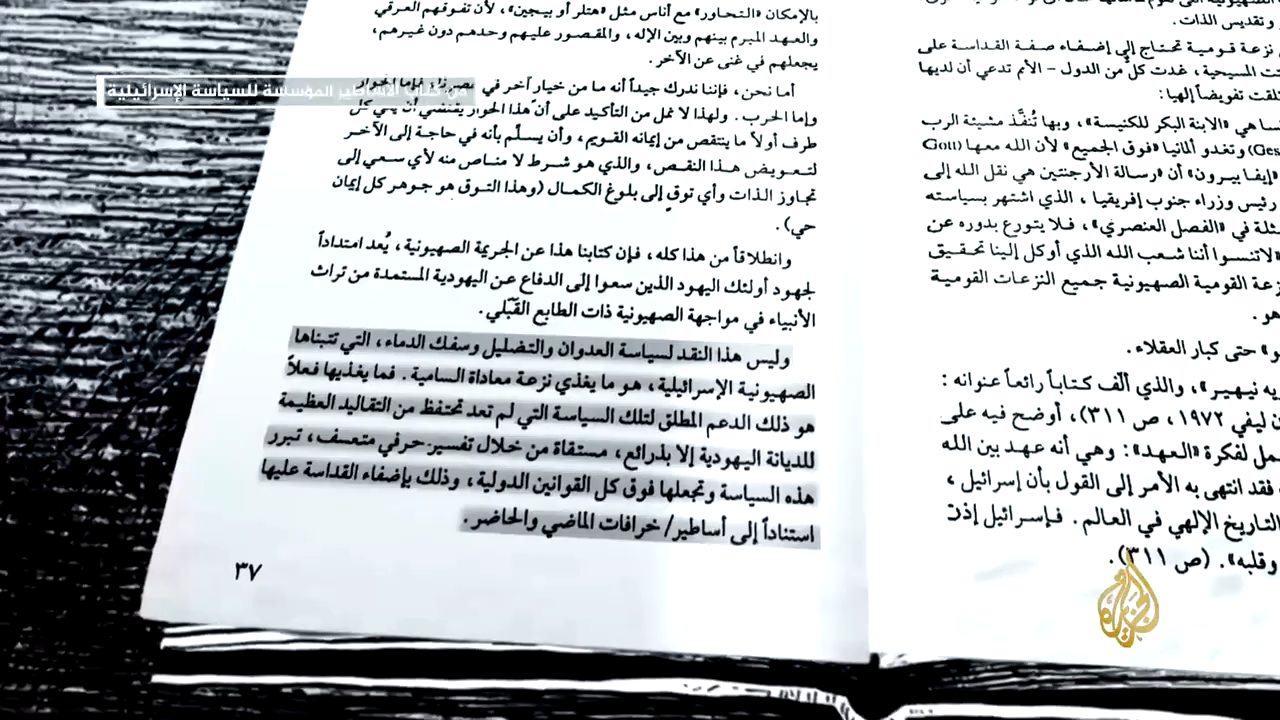 من كتاب الأساطير المؤسسة للسياسة الإسرائيلية
بالإمكان «التحاور» مع أناس مثل «هتلر أو بيجين»، لأن تفوقهم العرقي
والعهد المبرم بينهم وبين الإله، والمقصور عليهم وحدهم دون غيرهم،
يجعلهم في غنى عن الآخر.
أما نحن، فإننا ندرك جيداً أنه ما من خيار آخر في
وإما الحرب. ولهذا لا نمل من التأكيد على أن هذا الحوار يقتضي أن يعي كل
طرف أولاً ما ينتقص من إيمانه القويم، وأن يسلّم بأنه في حاجة إلى الآخر
لتعويض هذا النقص، والذي هو شرط لا مناص منه لأي سعي إلى
تجاوز الذات وأي توق إلى بلوغ الكمال (وهذا التوق هو جوهر كل إيمان
حي).
وانطلاقاً من هذا كله، فإن كتابنا هذا عن الجريمة الصهيونية، يُعد امتداداً
لجهود أولئك اليهود الذين سعوا إلى الدفاع عن اليهودية المستمدة من تراث
الأنبياء في مواجهة الصهيونية ذات الطابع القَبَلي.
وليس هذا النقد لسياسة العدوان والتضليل وسفك الدماء، التي تتبناها
الصهيونية الإسرائيلية، هو ما يغذي نزعة معاداة السامية. فما يغذيها فعلاً
هو ذلك الدعم المطلق لتلك السياسة التي لم تعد تحتفظ من التقاليد العظيمة
للديانة اليهودية إلا بذرائع، مستقاة من خلال تفسير حرفي متعسف، تبرر
هذه السياسة وتجعلها فوق كل القوانين الدولية، وذلك بإضفاء القداسة عليها
استناداً إلى أساطير/ خرافات الماضي والحاضر.
٣٧
وتقديس الذات.
نزعة قومية تحتاج إلى إضفاء صفة القداسة على
المسيحية، غدت كلٌ من الدول - الأم تدعي أن لديها
تلقت تفويضاً إلهيا:
هي «الابنة البكر للكنيسة»، وبها تُنفَّذ مشيئة الرب
وتغدو ألمانيا «فوق الجميع» لأن الله معها (Gott
«إيفا بيرون» أن «رسالة الأرجنتين هي نقل الله إلى
رئيس وزراء جنوب إفريقيا، الذي اشتهر بسياسته
في «الفصل العنصري»، فلا يتورع بدوره عن
«لا تنسوا أننا شعب الله الذي أوكل إلينا تحقيق
القومية الصهيونية جميع النزعات القومية
هو.
حتى كبار العقلاء.
نيهير»، والذي ألّف كتاباً رائعاً عنوانه:
ليفي ١٩٧٢، ص ٣١١)، أوضح فيه على
لفكرة «العهد»: وهي أنه عهد بين الله
فقد انتهى به الأمر إلى القول بأن إسرائيل،
التاريخ الإلهي في العالم. فإسرائيل إذن
وقلبه». (ص ٣١١).
الجزيرة